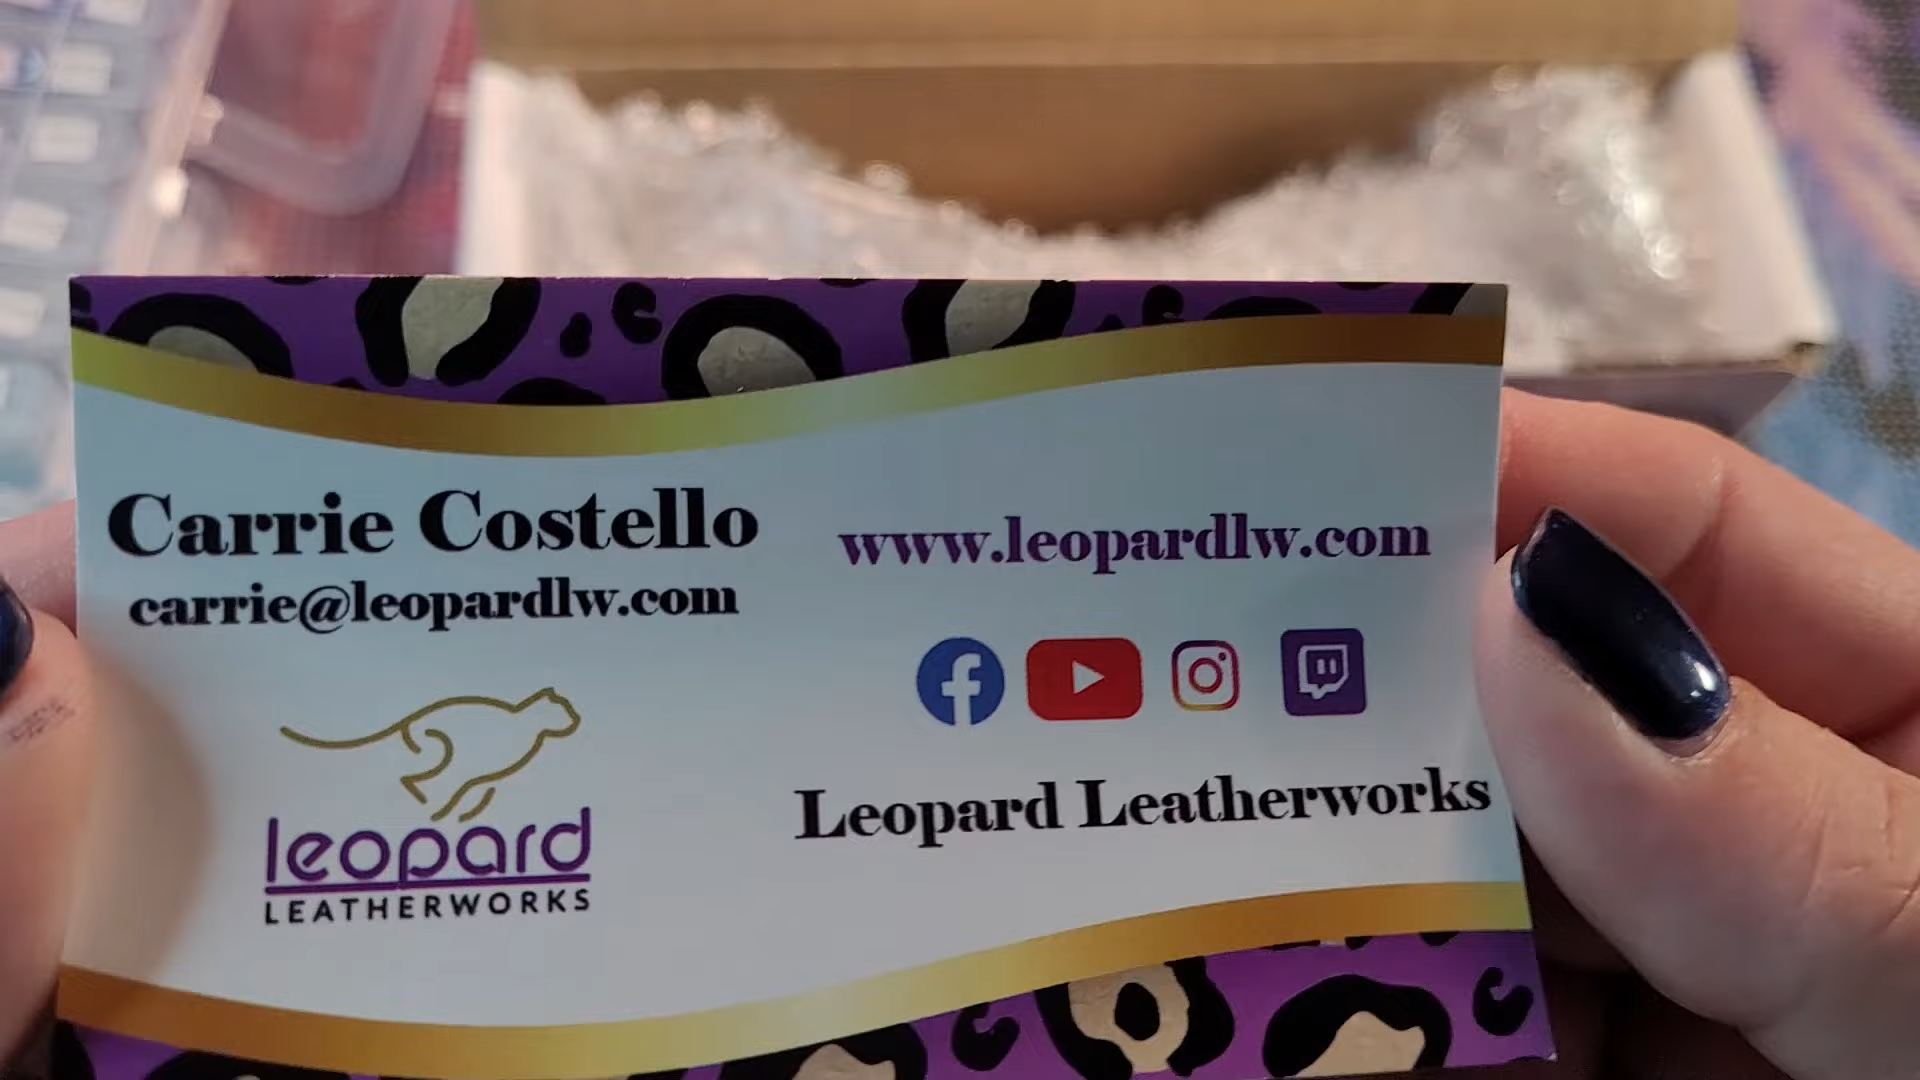 Carrie Costello
carrie@leopardlw.com
leopard
LEATHERWORKS
www.leopardlw.com
Leopard Leatherworks